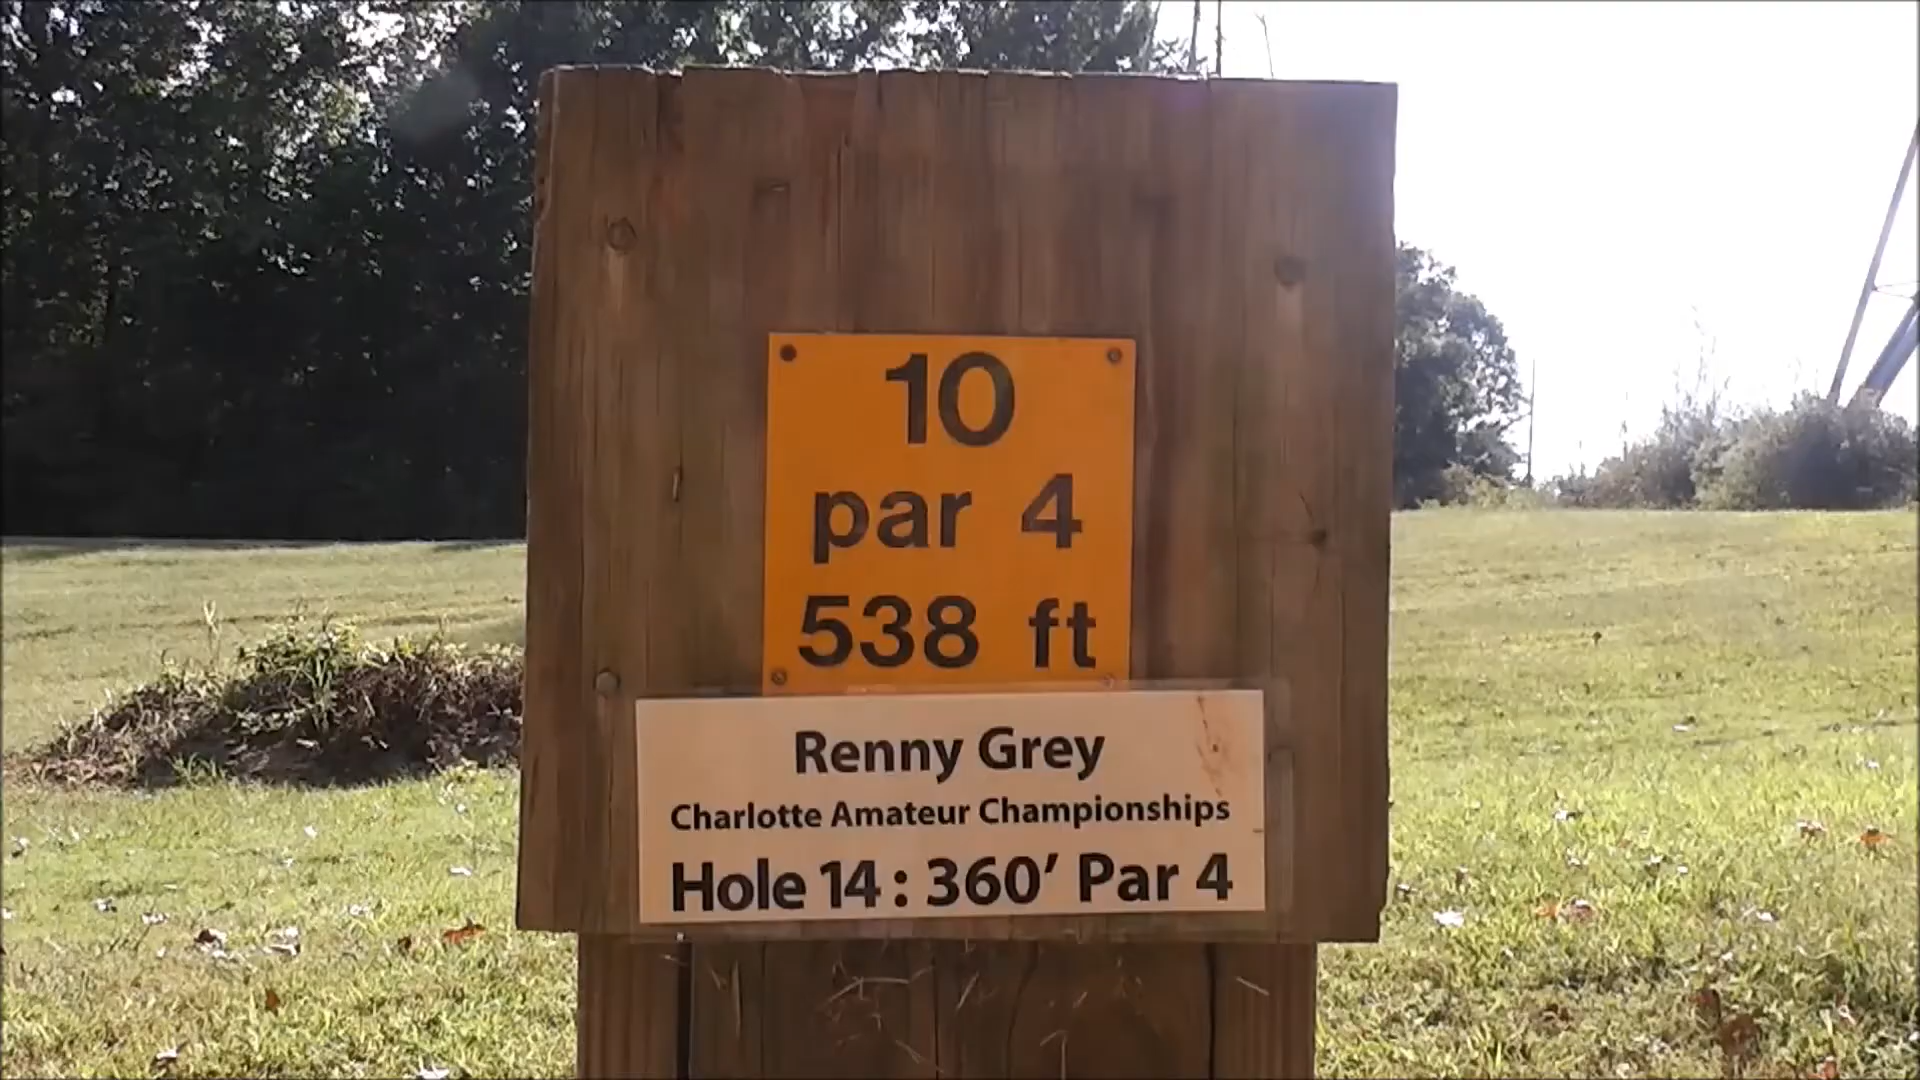 10
par 4
538 ft
Renny Grey
Charlotte Amateur Championships
Hole 14 : 360' Par 4